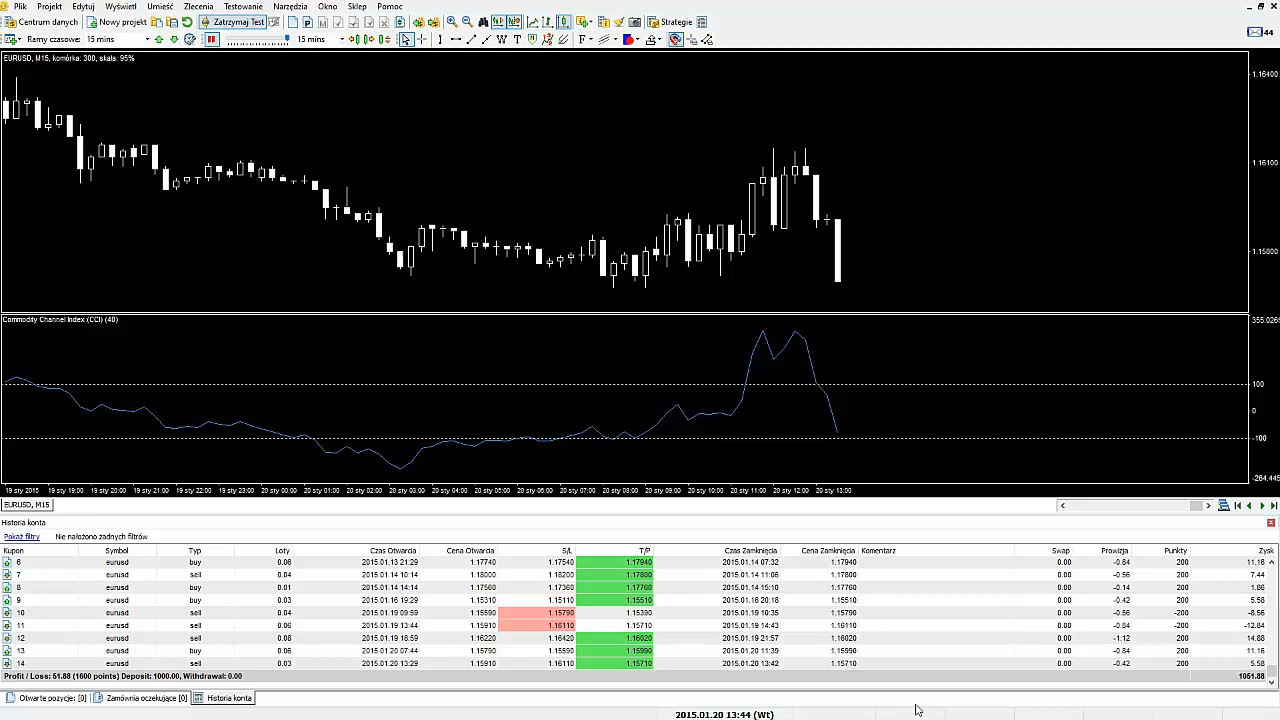 Plik Projekt Edytuj Wyświetl Umieść Zlecenia Testowanie Narzędzia Okno Sklep Pomoc
Centrum danych Nowy projekt Zatrzymaj Test Strategie
Ramy czasowe: 15 mins 15 mins 44
EURUSD, M15, komórka: 300, skala: 95%
1.16400
1.16100
1.15800
Commodity Channel Index (CCI) (40)
100
0
-100
-264.445
19 sty 2015 19 sty 19:00 19 sty 20:00 19 sty 21:00 19 sty 22:00 19 sty 23:00 20 sty 00:00 20 sty 01:00 20 sty 02:00 20 sty 03:00 20 sty 04:00 20 sty 05:00 20 sty 06:00 20 sty 07:00 20 sty 08:00 20 sty 09:00 20 sty 10:00 20 sty 11:00 20 sty 12:00 20 sty 13:00
EURUSD, M15
Historia konta
Pokaż filtry Nie nałożono żadnych filtrów
Kupon Symbol Typ Loty Czas Otwarcia Cena Otwarcia S/L T/P Czas Zamknięcia Cena Zamknięcia Komentarz Swap Prowizja Punkty Zysk
6 eurusd buy 0.06 2015.01.13 21:29 1.17740 1.17540 1.17940 2015.01.14 07:32 1.17940 0.00 -0.84 200 11.16
7 eurusd sell 0.04 2015.01.14 10:14 1.18000 1.18200 1.17800 2015.01.14 11:06 1.17800 0.00 -0.56 200 7.44
8 eurusd buy 0.01 2015.01.14 14:14 1.17560 1.17360 1.17760 2015.01.14 15:10 1.17760 0.00 -0.14 200 1.86
9 eurusd buy 0.03 2015.01.16 19:29 1.15310 1.15110 1.15510 2015.01.16 20:18 1.15510 0.00 -0.42 200 5.58
10 eurusd sell 0.04 2015.01.19 09:59 1.15590 1.15790 1.15390 2015.01.19 10:35 1.15790 0.00 -0.56 -200 -8.56
11 eurusd sell 0.06 2015.01.19 13:44 1.15910 1.16110 1.15710 2015.01.19 14:43 1.16110 0.00 -0.84 -200 -12.84
12 eurusd sell 0.08 2015.01.19 18:59 1.16220 1.16420 1.16020 2015.01.19 21:57 1.16020 0.00 -1.12 200 14.88
13 eurusd buy 0.06 2015.01.20 07:44 1.15790 1.15590 1.15990 2015.01.20 11:39 1.15990 0.00 -0.84 200 11.16
14 eurusd sell 0.03 2015.01.20 13:29 1.15910 1.16110 1.15710 2015.01.20 13:42 1.15710 0.00 -0.42 200 5.58
Profit / Loss: 51.88 (1600 points) Deposit: 1000.00, Withdrawal: 0.00 1051.88
Otwarte pozycje: [0] Zamównia oczekujące [0] Historia konta
2015.01.20 13:44 (Wt)